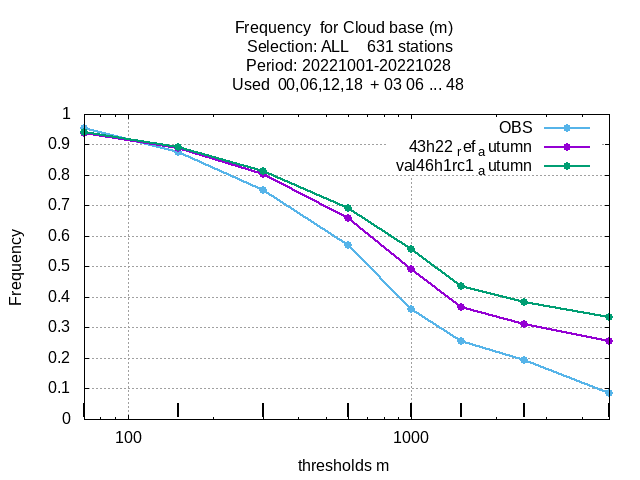 Frequency  for Cloud base (m)
Selection: ALL    631 stations
Period: 20221001-20221028
Used  00,06,12,18  + 03 06 ... 48
1
0.9
0.8
0.7
0.6
0.5
0.4
0.3
0.2
0.1
0
Frequency
OBS
43h22 ref a utumn
val46h1rc1 a utumn
100
1000
thresholds m